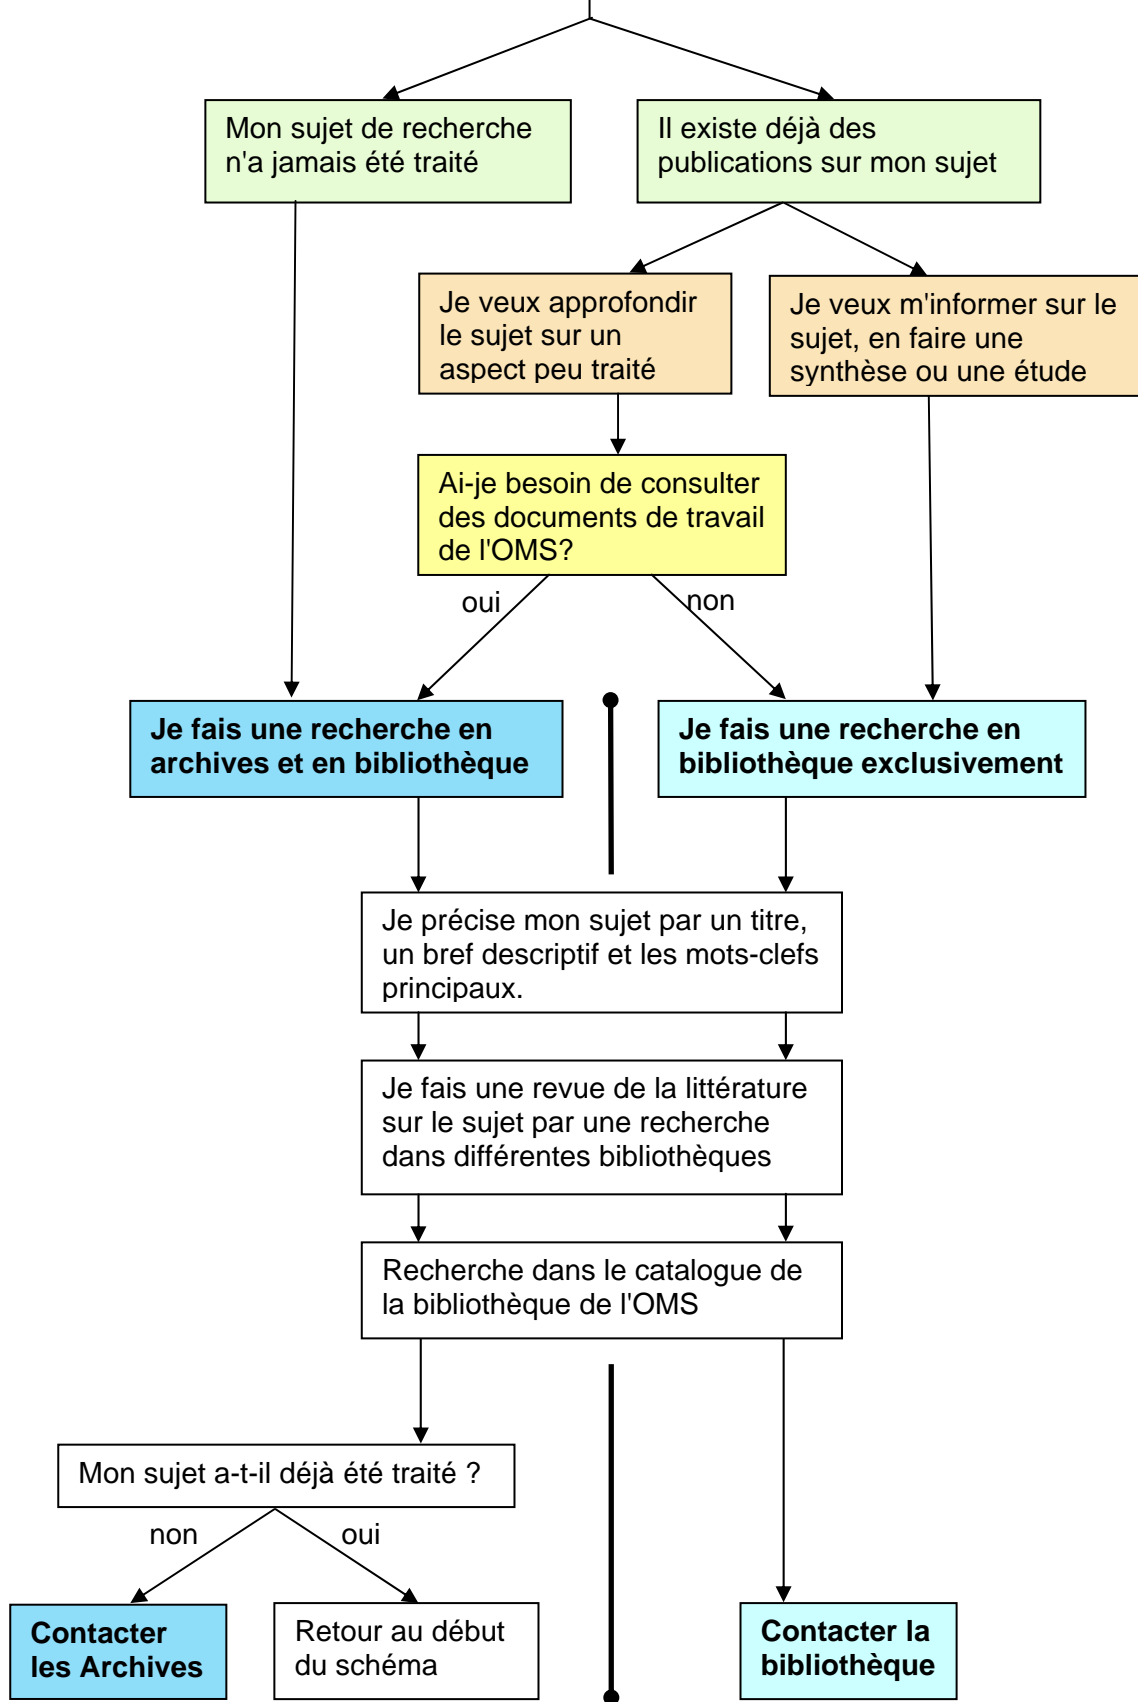 Mon sujet de recherche
n'a jamais été traité
Il existe déjà des
publications sur mon sujet
Je veux approfondir
le sujet sur un
aspect peu traité
Je veux m'informer sur le
sujet, en faire une
synthèse ou une étude
Ai-je besoin de consulter
des documents de travail
de l'OMS?
oui
non
Je fais une recherche en
archives et en bibliothèque
Je fais une recherche en
bibliothèque exclusivement
Je précise mon sujet par un titre,
un bref descriptif et les mots-clefs
principaux.
Je fais une revue de la littérature
sur le sujet par une recherche
dans différentes bibliothèques
Recherche dans le catalogue de
la bibliothèque de l'OMS
Mon sujet a-t-il déjà été traité ?
non
oui
Contacter
les Archives
Retour au début
du schéma
Contacter la
bibliothèque